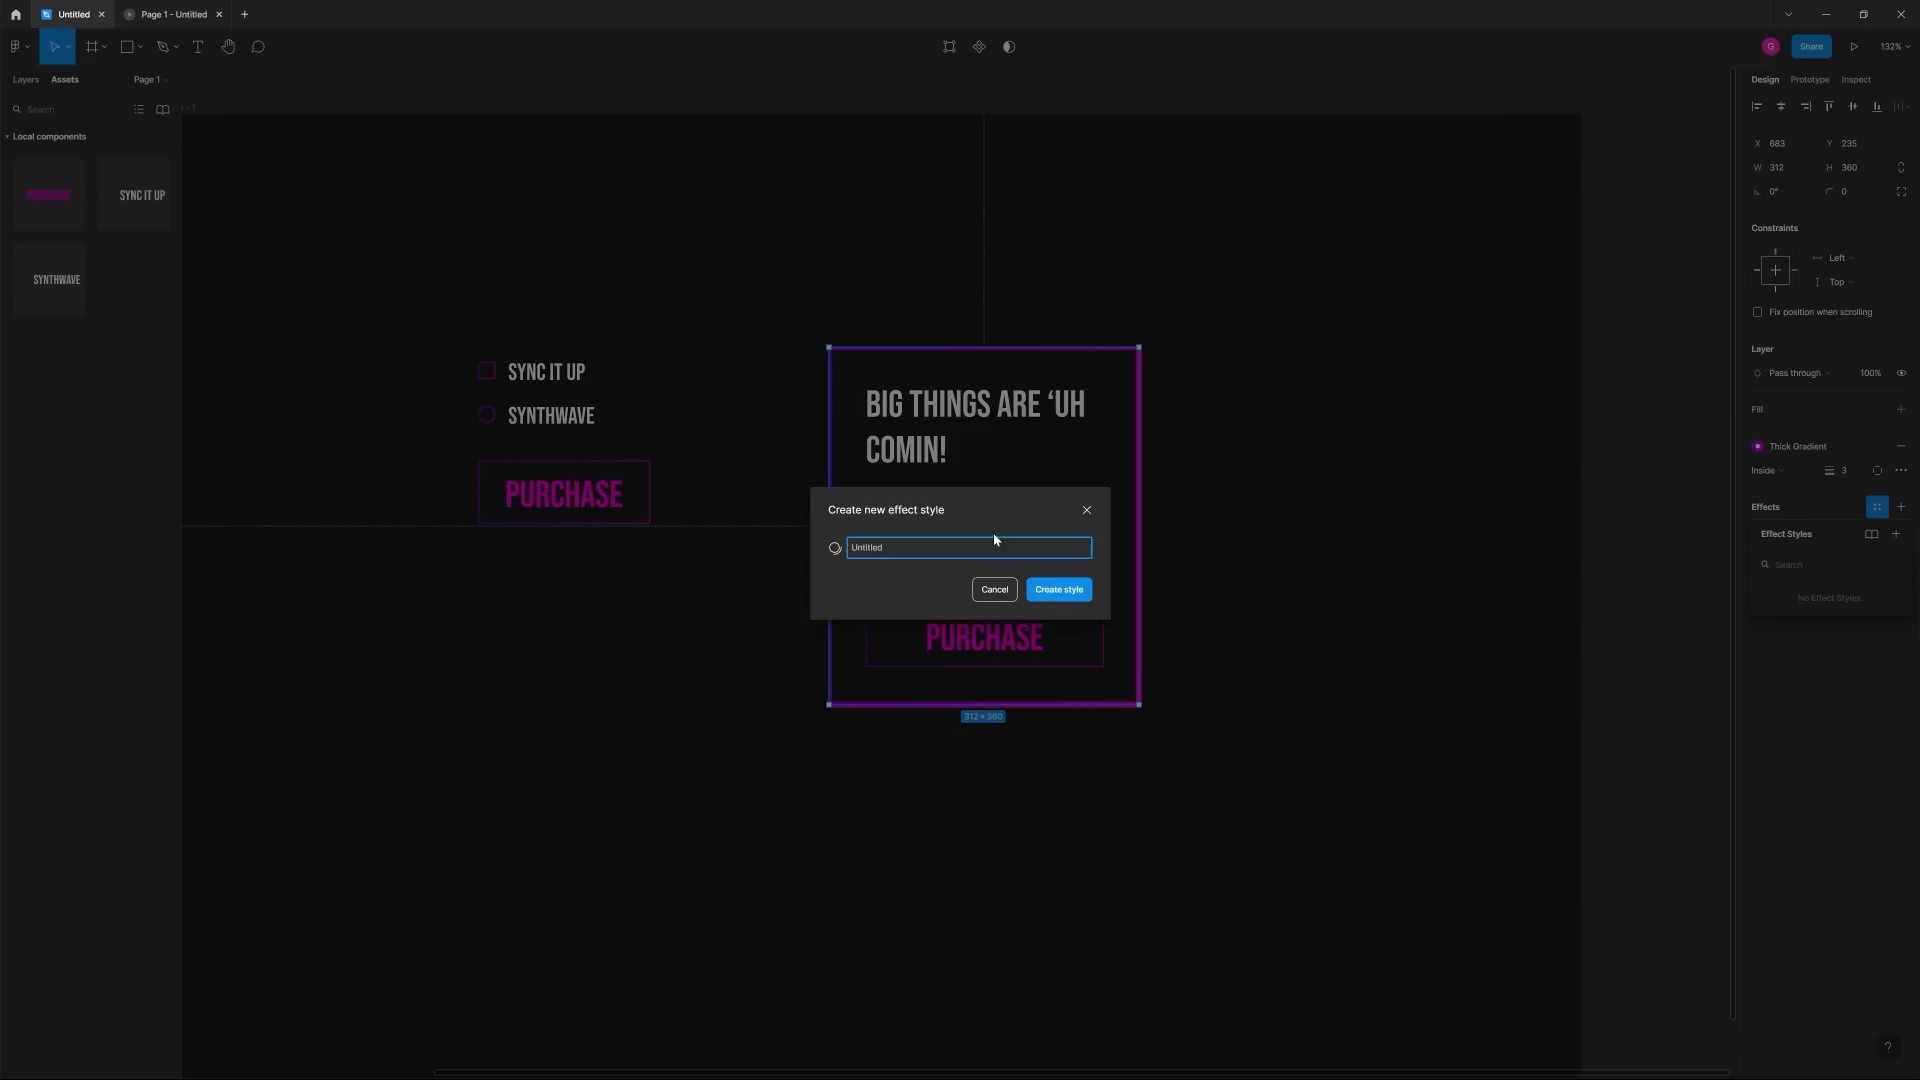 Untitled
Page 1 - Untitled
Share
132%
G
Layers
Assets
Page 1
Search
Local components
PURCHASE
SYNC IT UP
SYNTHWAVE
SYNC IT UP
SYNTHWAVE
PURCHASE
BIG THINGS ARE ‘UH
COMIN!
Create new effect style
Untitled
Cancel
Create style
PURCHASE
312 × 360
Design
Prototype
Inspect
X 683
Y 235
W 312
H 360
0°
0
Constraints
Left
Top
Fix position when scrolling
Layer
Pass through
100%
Fill
Thick Gradient
Inside
3
Effects
Effect Styles
Search
No Effect Styles.
?